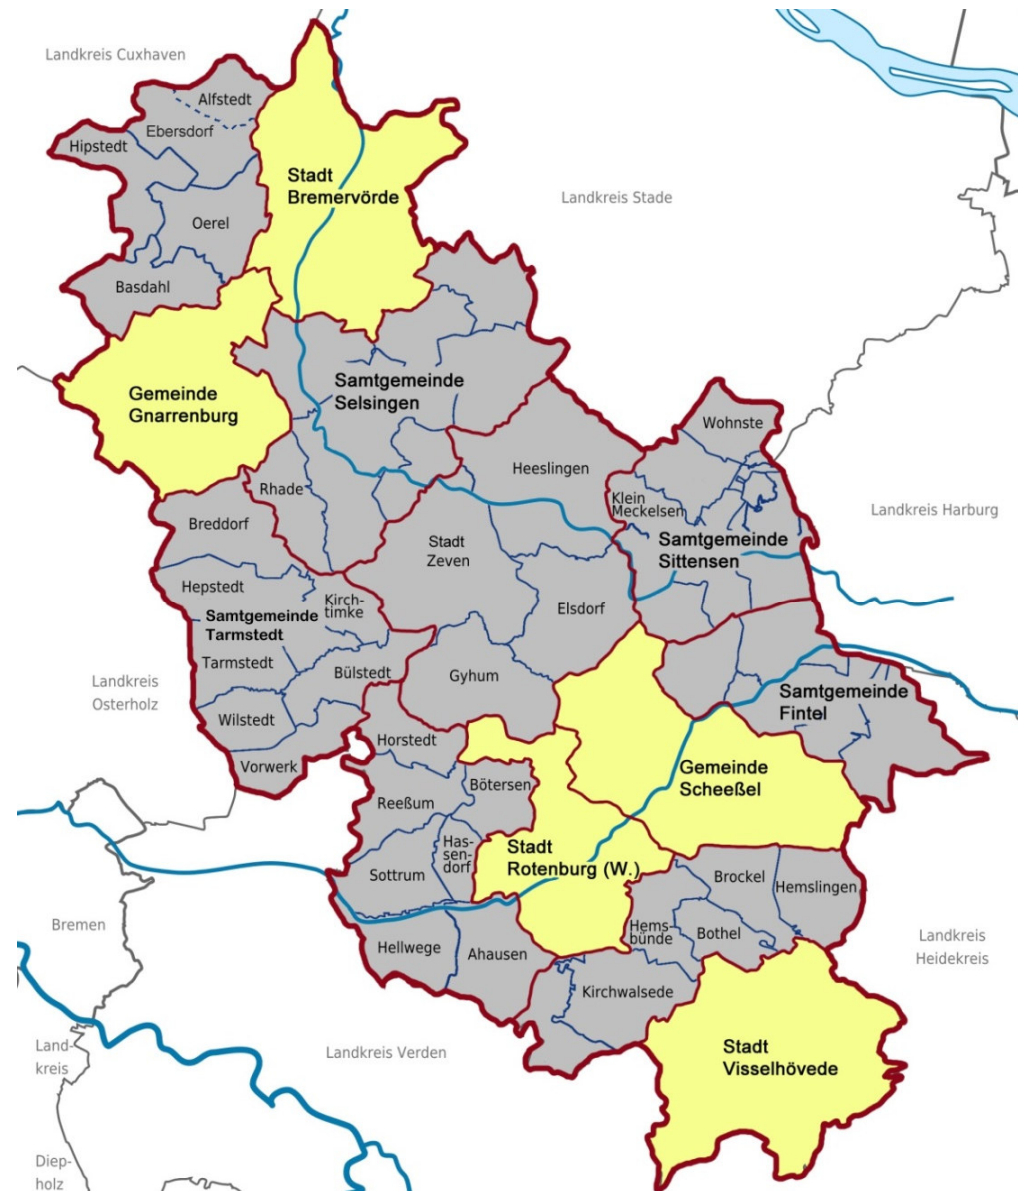 Landkreis Cuxhaven
Alfstedt
Ebersdorf
Hipstedt
Stadt
Bremervörde
Landkreis Stade
Oerel
Basdahl
Gemeinde
Gnarrenburg
Samtgemeinde
Selsingen
Wohnste
Heeslingen
Rhade
Klein
Meckelsen
Landkreis Harburg
Breddorf
Samtgemeinde
Sittensen
Stadt
Zeven
Hepstedt
Kirch-
timke
Elsdorf
Samtgemeinde
Tarmstedt
Tarmstedt
Bülstedt
Gyhum
Landkreis
Osterholz
Samtgemeinde
Fintel
Wilstedt
Horstedt
Vorwerk
Gemeinde
Scheeßel
Bötersen
Reeßum
Has-
sen-
dorf
Stadt
Rotenburg (W.)
Sottrum
Brockel
Hemslingen
Bremen
Hems-
bünde
Bothel
Landkreis
Heidekreis
Hellwege
Ahausen
Kirchwalsede
Land-
kreis
Landkreis Verden
Stadt
Visselhövede
Diep-
holz